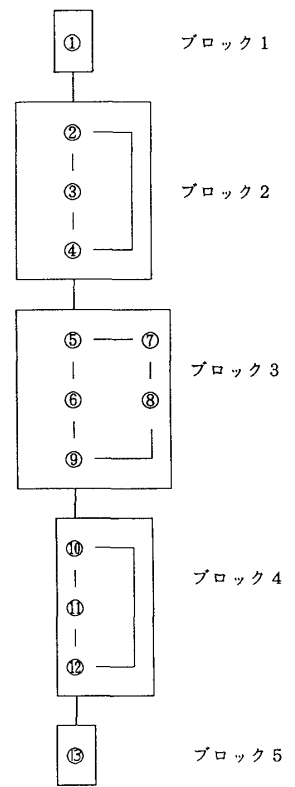 ① ブロック1
②
③ ブロック2
④
⑤ ⑦
ブロック3
⑥ ⑧
⑨
⑩
ブロック4
⑪
⑫
⑬ ブロック5